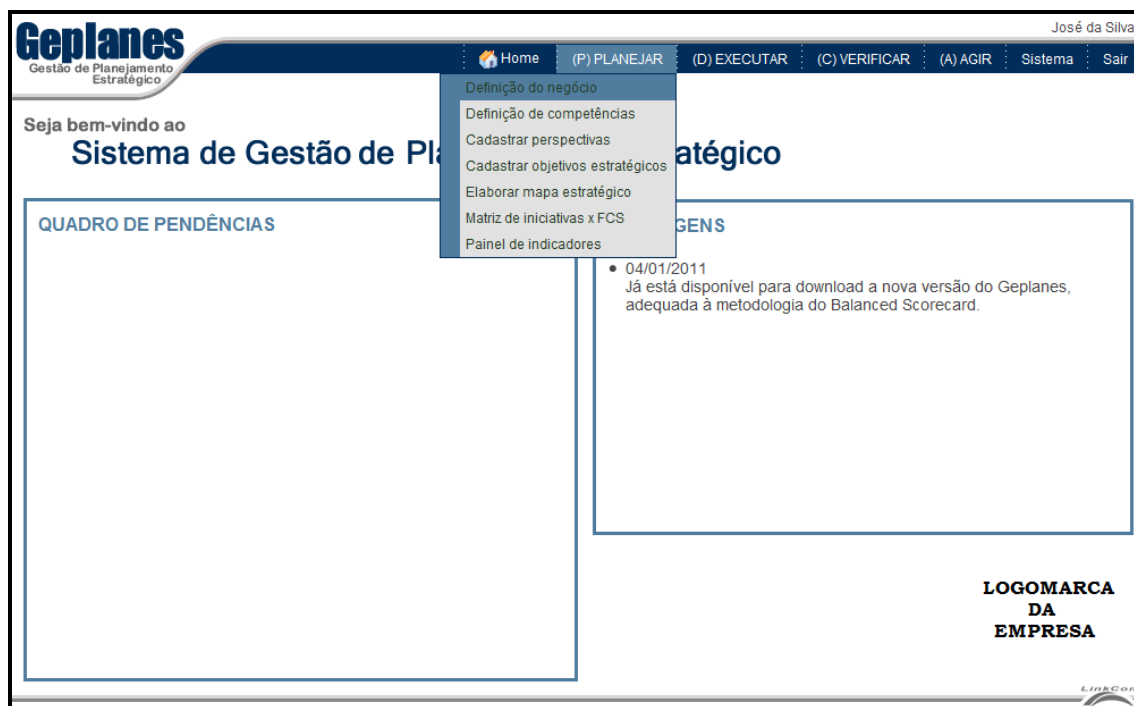 Geplanes
Gestão de Planejamento
Estratégico
José da Silva
Home (P) PLANEJAR (D) EXECUTAR (C) VERIFICAR (A) AGIR Sistema Sair
Definição do negócio
Definição de competências
Cadastrar perspectivas
Cadastrar objetivos estratégicos
Elaborar mapa estratégico
Matriz de iniciativas x FCS
Painel de indicadores
Seja bem-vindo ao
Sistema de Gestão de Pla atégico
QUADRO DE PENDÊNCIAS
GENS
04/01/2011
Já está disponível para download a nova versão do Geplanes,
adequada à metodologia do Balanced Scorecard.
LOGOMARCA
DA
EMPRESA
LinkCom